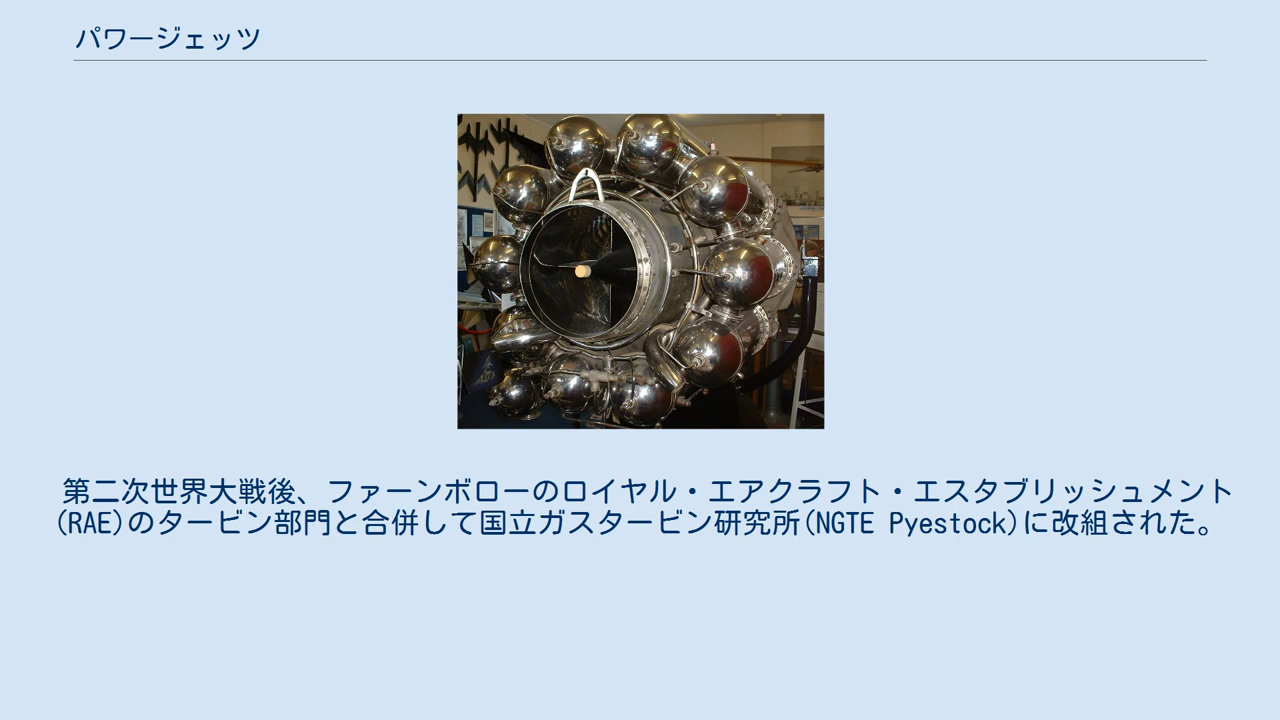 パワージェッツ
第二次世界大戦後、ファーンボローのロイヤル・エアクラフト・エスタブリッシュメント
(RAE)のタービン部門と合併して国立ガスタービン研究所(NGTE Pyestock)に改組された。